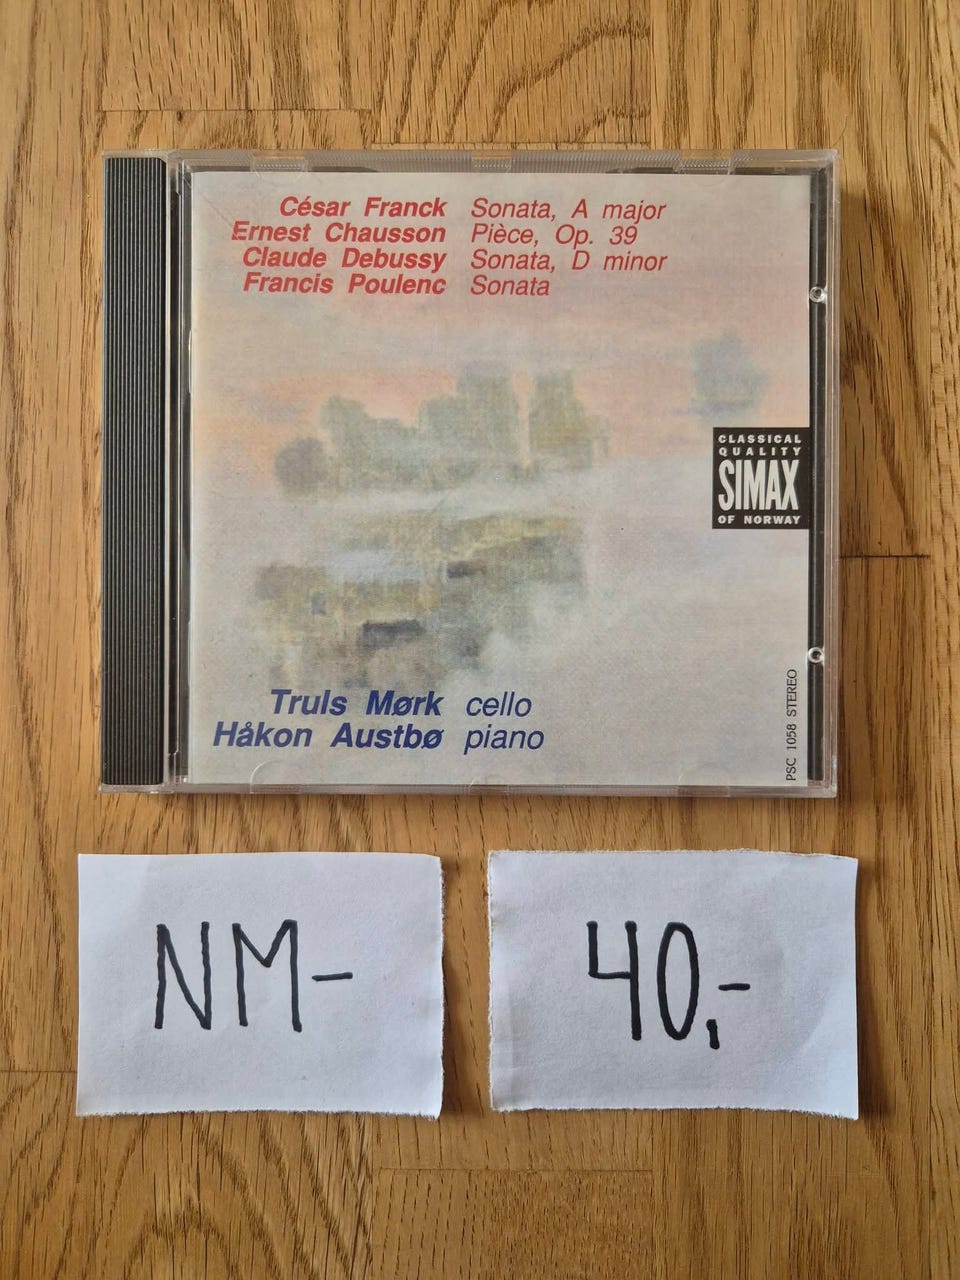 César Franck Sonata, A major
Ernest Chausson Pièce, Op. 39
Claude Debussy Sonata, D minor
Francis Poulenc Sonata
CLASSICAL
QUALITY
SIMAX
OF NORWAY
Truls Mørk cello
Håkon Austbø piano
PSC 1058 STEREO
NM-
40,-